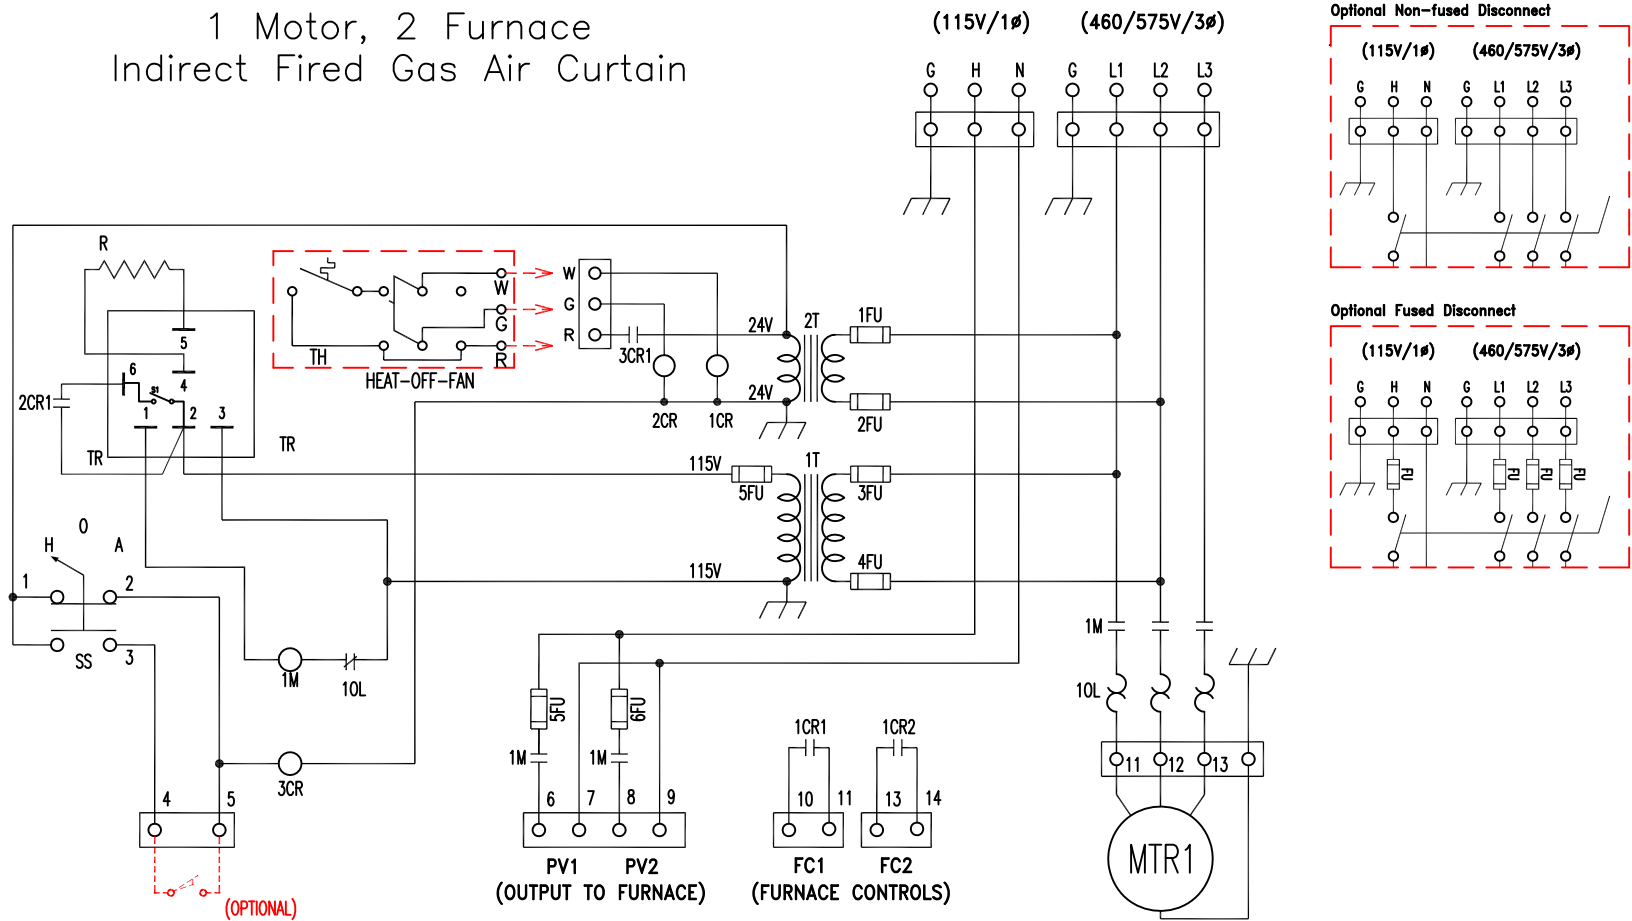 1 Motor, 2 Furnace
Indirect Fired Gas Air Curtain
(115V/1ø) (460/575V/3ø)
G H N G L1 L2 L3
Optional Non-fused Disconnect
(115V/1ø) (460/575V/3ø)
G H N G L1 L2 L3
Optional Fused Disconnect
(115V/1ø) (460/575V/3ø)
G H N G L1 L2 L3
FU FU FU FU
R
5
6
4
S1
1 2 3
2CR1
TR
TR
W
G
R
TH
HEAT-OFF-FAN
W
G
R
3CR1
2CR 1CR
24V
24V
2T
1FU
2FU
115V
115V
5FU
1T
3FU
4FU
H O A
1 2
3
SS
1M
1OL
3CR
4 5
(OPTIONAL)
5FU
6FU
1M 1M
6 7 8 9
PV1 PV2
(OUTPUT TO FURNACE)
1CR1 1CR2
10 11 13 14
FC1 FC2
(FURNACE CONTROLS)
1M
1OL
11 12 13
MTR1